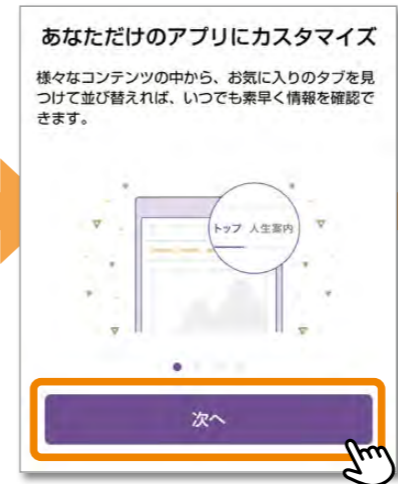 あなただけのアプリにカスタマイズ
様々なコンテンツの中から、お気に入りのタブを見
つけて並び替えれば、いつでも素早く情報を確認で
きます。
トップ 人生案内
次へ